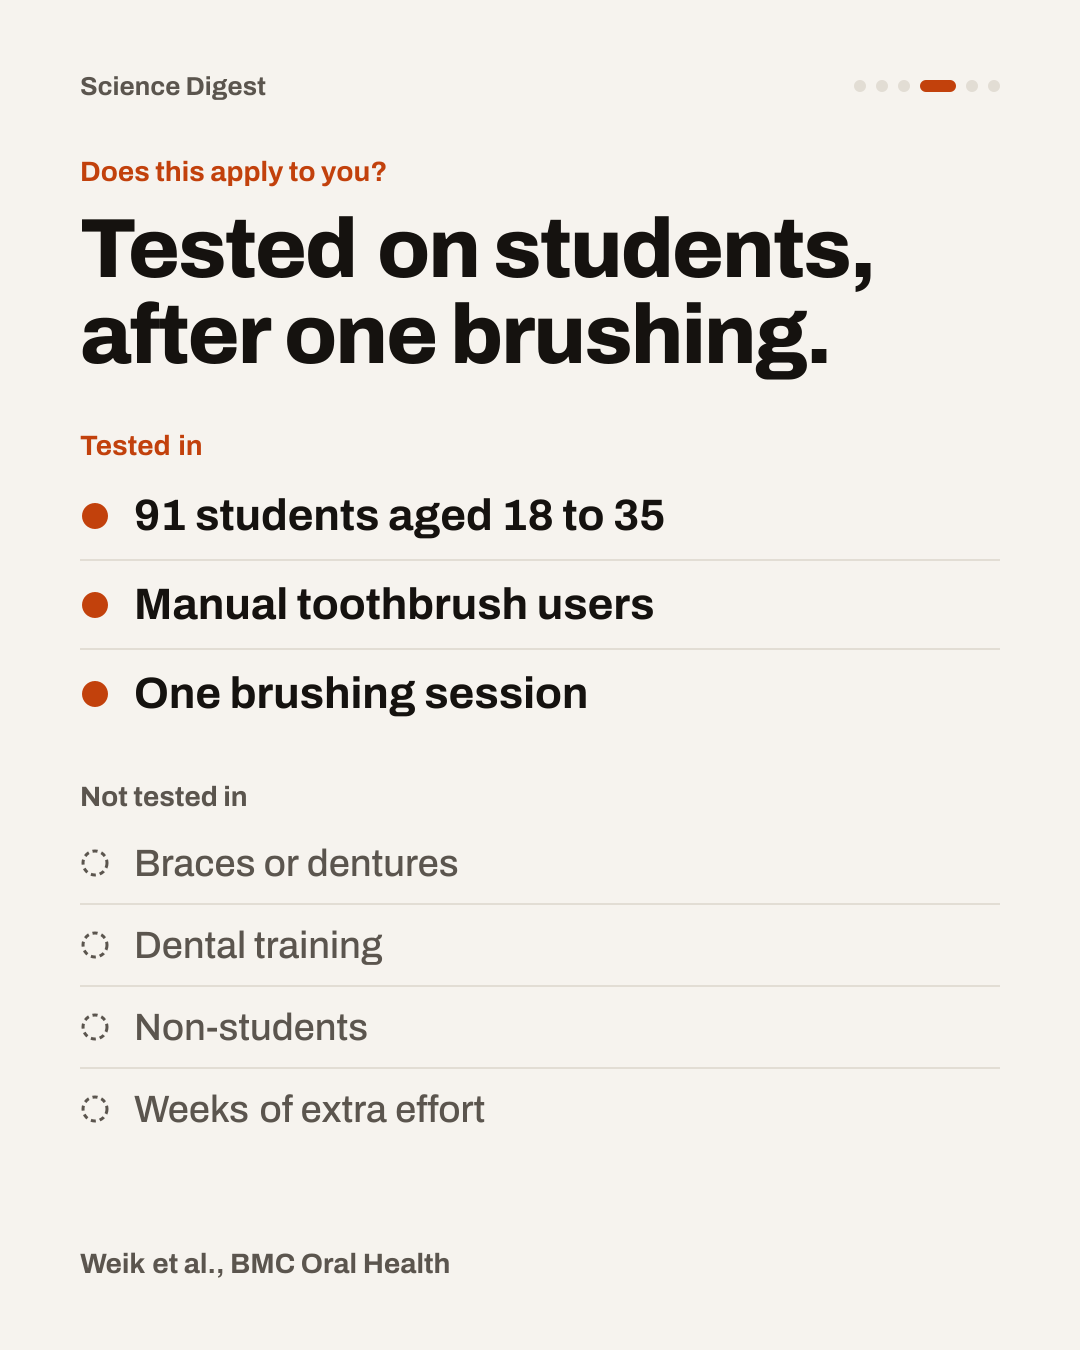 Science Digest
Does this apply to you?
Tested on students,
after one brushing.
Tested in
91 students aged 18 to 35
Manual toothbrush users
One brushing session
Not tested in
Braces or dentures
Dental training
Non-students
Weeks of extra effort
Weik et al., BMC Oral Health